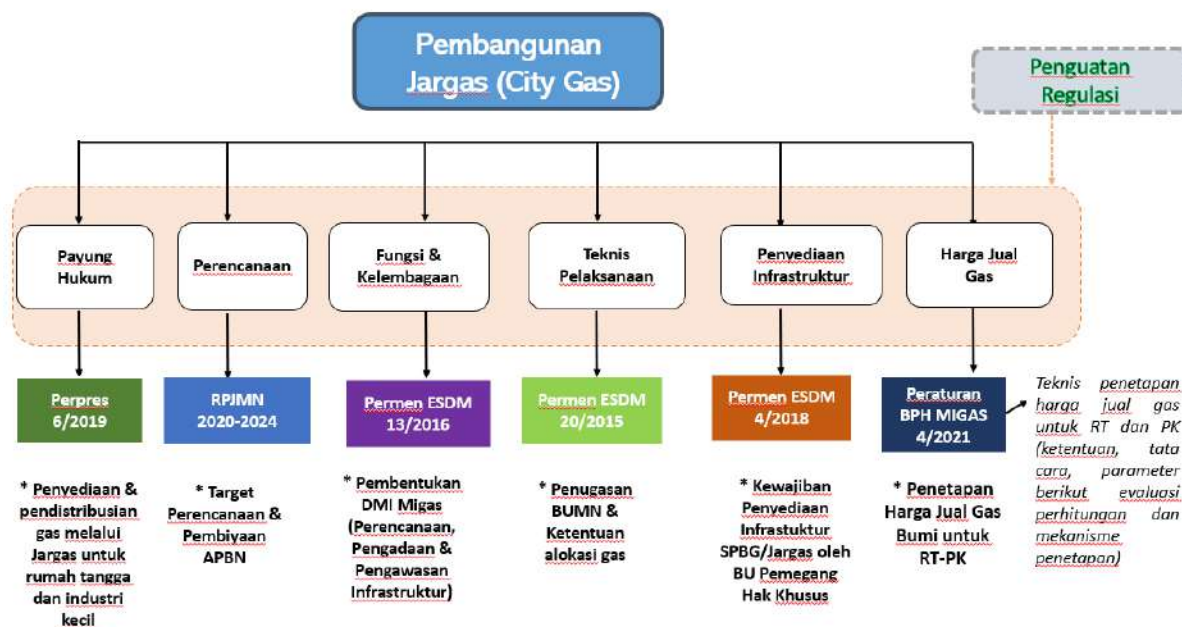 Pembangunan
Jargas (City Gas)
Penguatan
Regulasi
Payung
Hukum
Perencanaan
Fungsi &
Kelembagaan
Teknis
Pelaksanaan
Penyediaan
Infrastruktur
Harga Jual
Gas
Perpres
6/2019
RPJMN
2020-2024
Permen ESDM
13/2016
Permen ESDM
20/2015
Permen ESDM
4/2018
Peraturan
BPH MIGAS
4/2021
Teknis penetapan
harga jual gas
untuk RT dan PK
(ketentuan, tata
cara, parameter
berikut evaluasi
perhitungan dan
mekanisme
penetapan)
* Penyediaan &
pendistribusian
gas melalui
Jargas untuk
rumah tangga
dan industri
kecil
* Target
Perencanaan &
Pembiyaan
APBN
* Pembentukan
DMI Migas
(Perencanaan,
Pengadaan &
Pengawasan
Infrastruktur)
* Penugasan
BUMN &
Ketentuan
alokasi gas
* Kewajiban
Penyediaan
Infrastuktur
SPBG/Jargas oleh
BU Pemegang
Hak Khusus
* Penetapan
Harga Jual Gas
Bumi untuk
RT-PK